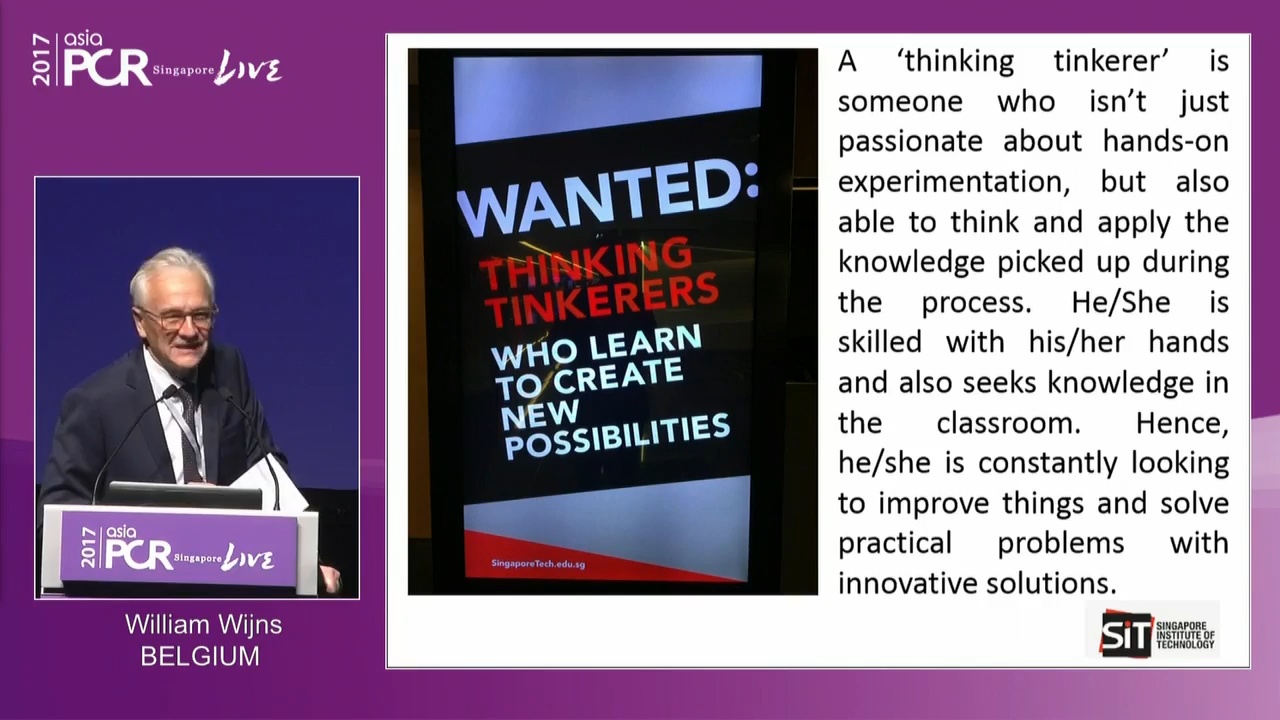 2017
asia
PCR
Singapore LIVE
WANTED:
THINKING
TINKERERS
WHO LEARN
TO CREATE
NEW
POSSIBILITIES
SingaporeTech.edu.sg
A ‘thinking tinkerer’ is
someone who isn’t just
passionate about hands-on
experimentation, but also
able to think and apply the
knowledge picked up during
the process. He/She is
skilled with his/her hands
and also seeks knowledge in
the classroom. Hence,
he/she is constantly looking
to improve things and solve
practical problems with
innovative solutions.
SiT
SINGAPORE
INSTITUTE OF
TECHNOLOGY
2017
asia
PCR
Singapore LIVE
William Wijns
BELGIUM